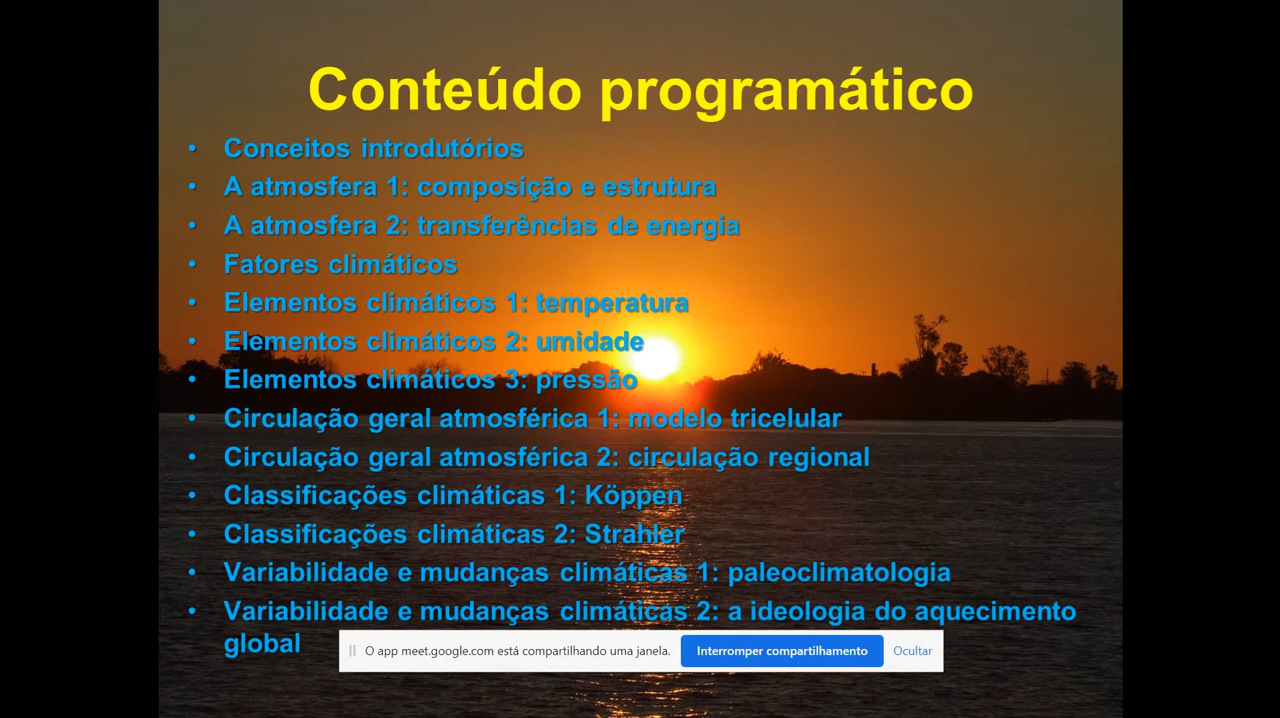 Conteúdo programático
• Conceitos introdutórios
• A atmosfera 1: composição e estrutura
• A atmosfera 2: transferências de energia
• Fatores climáticos
• Elementos climáticos 1: temperatura
• Elementos climáticos 2: umidade
• Elementos climáticos 3: pressão
• Circulação geral atmosférica 1: modelo tricelular
• Circulação geral atmosférica 2: circulação regional
• Classificações climáticas 1: Köppen
• Classificações climáticas 2: Strahler
• Variabilidade e mudanças climáticas 1: paleoclimatologia
• Variabilidade e mudanças climáticas 2: a ideologia do aquecimento
global
O app meet.google.com está compartilhando uma janela. Interromper compartilhamento Ocultar